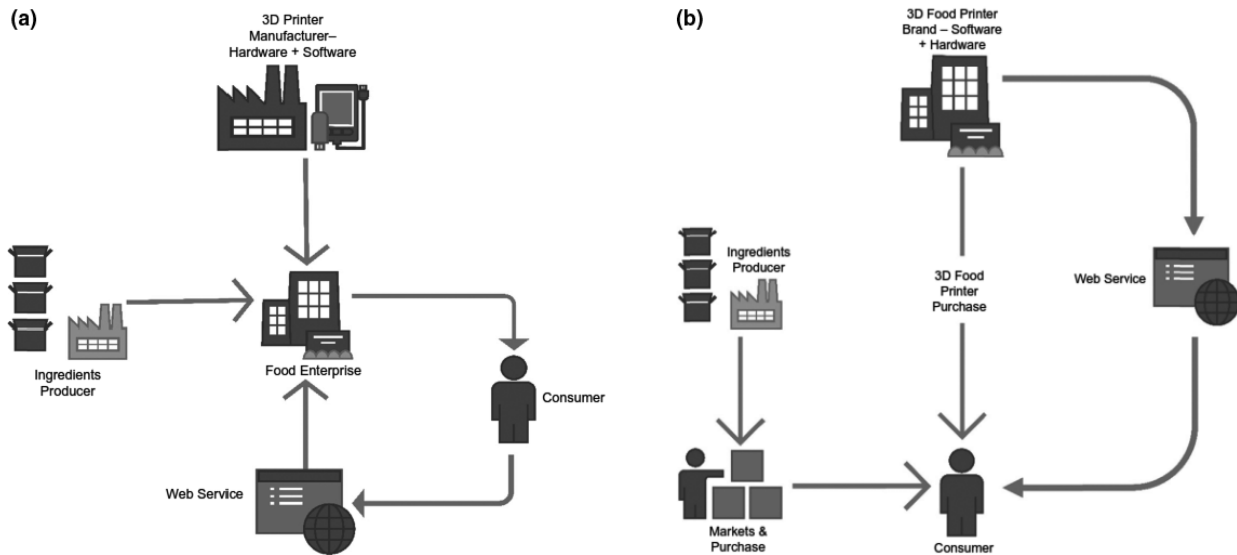 (a)
3D Printer
Manufacturer–
Hardware + Software
Ingredients
Producer
Food Enterprise
Consumer
Web Service
(b)
3D Food Printer
Brand – Software
+ Hardware
Ingredients
Producer
3D Food
Printer
Purchase
Web Service
Markets &
Purchase
Consumer